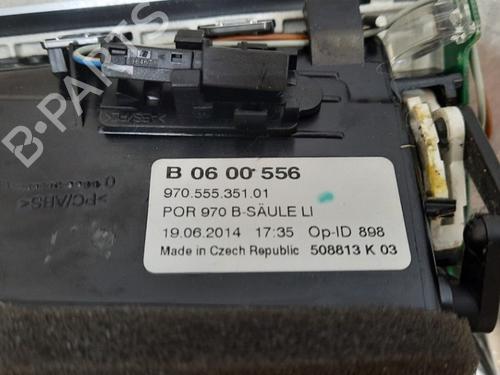 B-PARTS
>PC/ABS<
B 06 00 556
970.555.351.01
POR 970 B-SÄULE LI
19.06.2014 17:35 Op-ID 898
Made in Czech Republic 508813 K 03